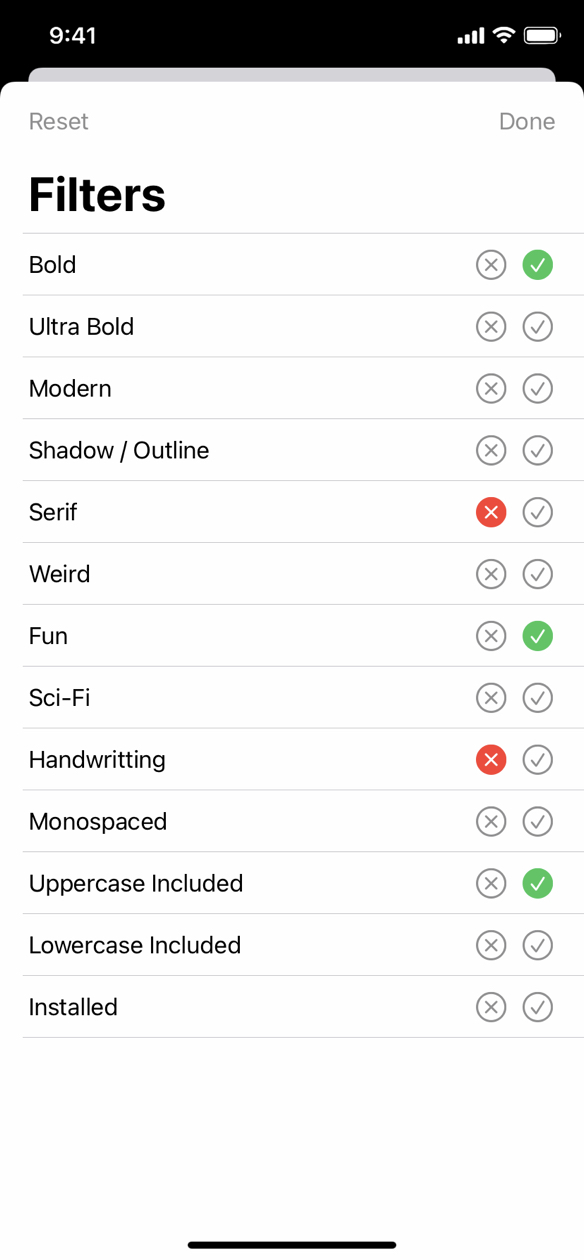 9:41
Reset
Done
Filters
Bold
Ultra Bold
Modern
Shadow / Outline
Serif
Weird
Fun
Sci-Fi
Handwritting
Monospaced
Uppercase Included
Lowercase Included
Installed